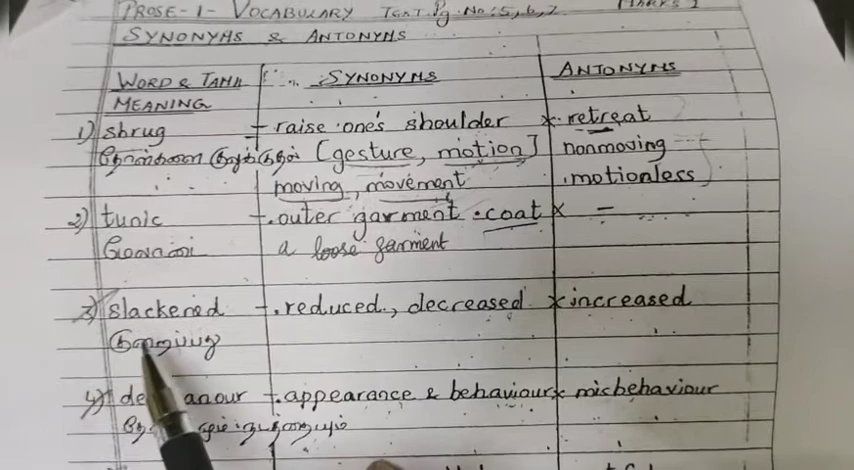 PROSE-1- VOCABULARY Text. Pg. No: 5, 6, 7 Marks
SYNONYMS & ANTONYMS
WORD & TAMIL MEANING SYNONYMS ANTONYMS
1) shrug - raise one's shoulder x retreat
[gesture, motion] nonmoving
moving, movement motionless
2) tunic - outer garment coat x -
a loose garment
3) slackened - reduced, decreased x increased
4) anour - appearance & behaviour x misbehaviour